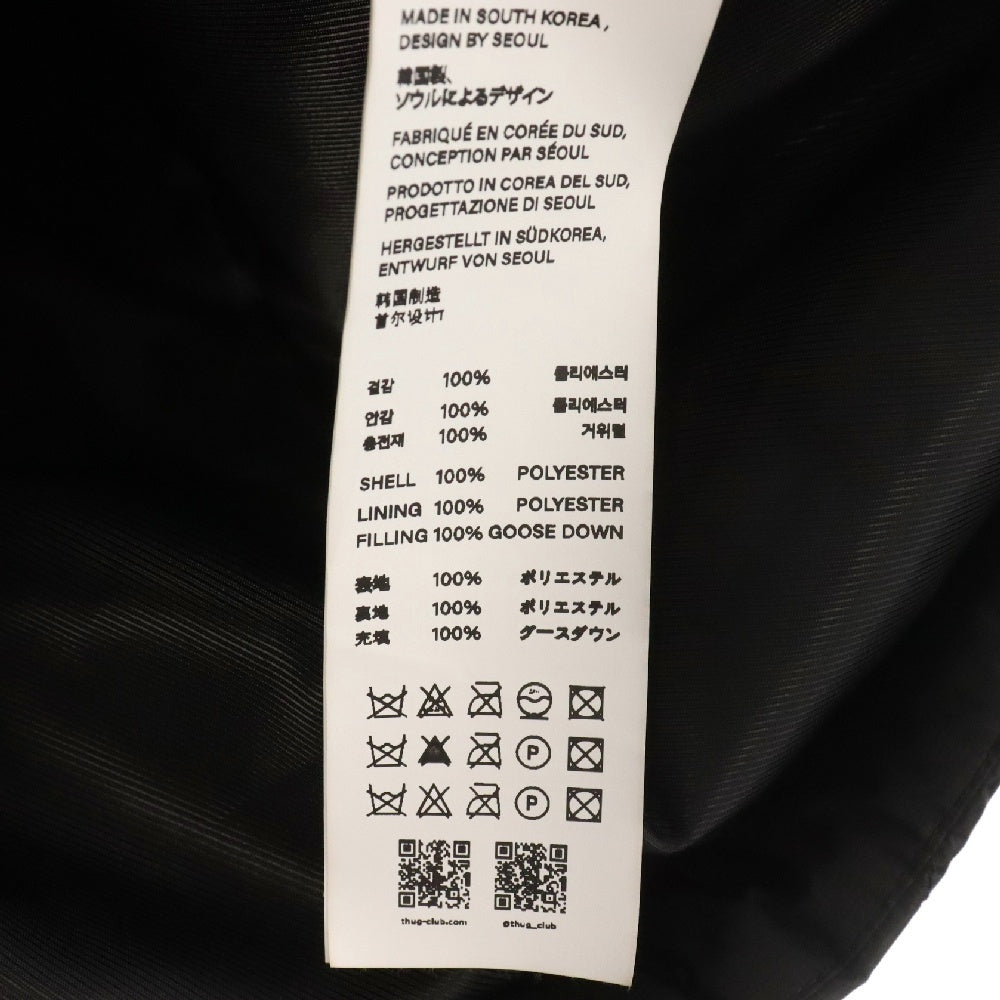 MADE IN SOUTH KOREA,
DESIGN BY SEOUL
韓国製、
ソウルによるデザイン
FABRIQUÉ EN CORÉE DU SUD,
CONCEPTION PAR SÉOUL
PRODOTTO IN COREA DEL SUD,
PROGETTAZIONE DI SEOUL
HERGESTELLT IN SÜDKOREA,
ENTWURF VON SEOUL
韩国制造
首尔设计
겉감 100% 폴리에스터
안감 100% 폴리에스터
충전재 100% 거위털
SHELL 100% POLYESTER
LINING 100% POLYESTER
FILLING 100% GOOSE DOWN
表地 100% ポリエステル
裏地 100% ポリエステル
充填 100% グースダウン
P
P
thug-club.com
@thug_club